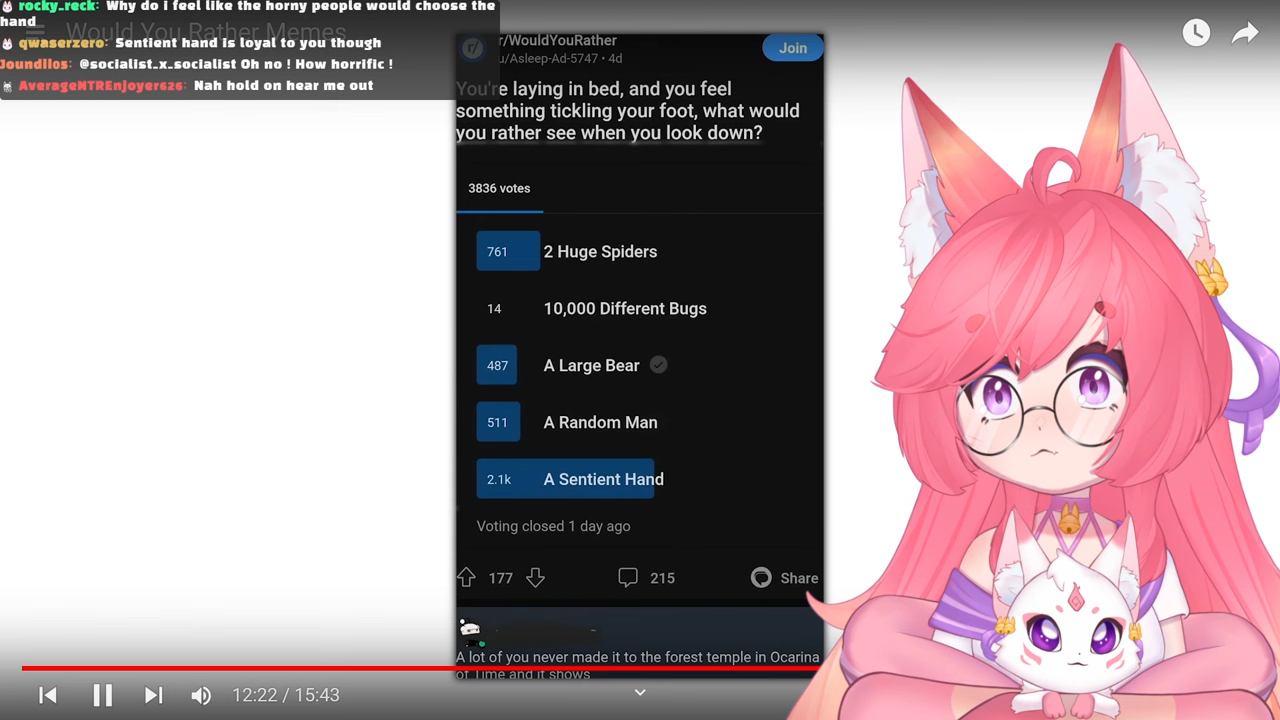 rocky_reck: Why do i feel like the horny people would choose the
hand
Would You Rather Memes
qwaserzero: Sentient hand is loyal to you though
Joundilos: @socialist_x_socialist Oh no ! How horrific !
AverageNTREnjoyer626: Nah hold on hear me out
r/WouldYouRather
u/Asleep-Ad-5747 • 4d
Join
You're laying in bed, and you feel
something tickling your foot, what would
you rather see when you look down?
3836 votes
761 2 Huge Spiders
14 10,000 Different Bugs
487 A Large Bear
511 A Random Man
2.1k A Sentient Hand
Voting closed 1 day ago
177 215 Share
A lot of you never made it to the forest temple in Ocarina
of Time and it shows
12:22 / 15:43